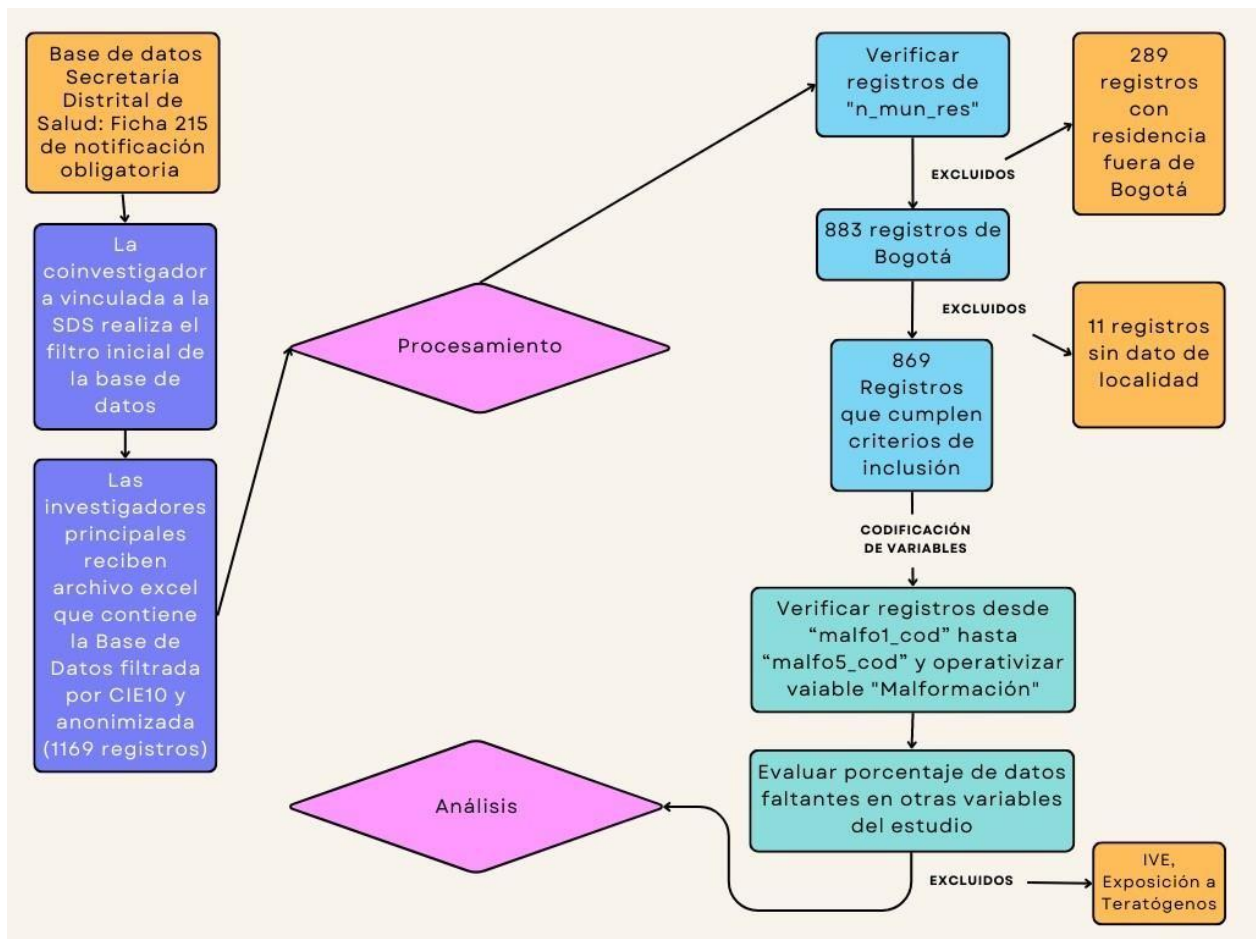 Base de datos
Secretaría
Distrital de
Salud: Ficha 215
de notificación
obligatoria
La
coinvestigador
a vinculada a la
SDS realiza el
filtro inicial de
la base de
datos
Las
investigadores
principales
reciben
archivo excel
que contiene
la Base de
Datos filtrada
por CIE10 y
anonimizada
(1169 registros)
Procesamiento
Verificar
registros de
"n_mun_res"
EXCLUIDOS
289
registros
con
residencia
fuera de
Bogotá
883 registros de
Bogotá
EXCLUIDOS
11 registros
sin dato de
localidad
869
Registros
que cumplen
criterios de
inclusión
CODIFICACIÓN
DE VARIABLES
Verificar registros desde
“malfo1_cod” hasta
“malfo5_cod” y operativizar
vaiable "Malformación"
Evaluar porcentaje de datos
faltantes en otras variables
del estudio
EXCLUIDOS
IVE,
Exposición a
Teratógenos
Análisis